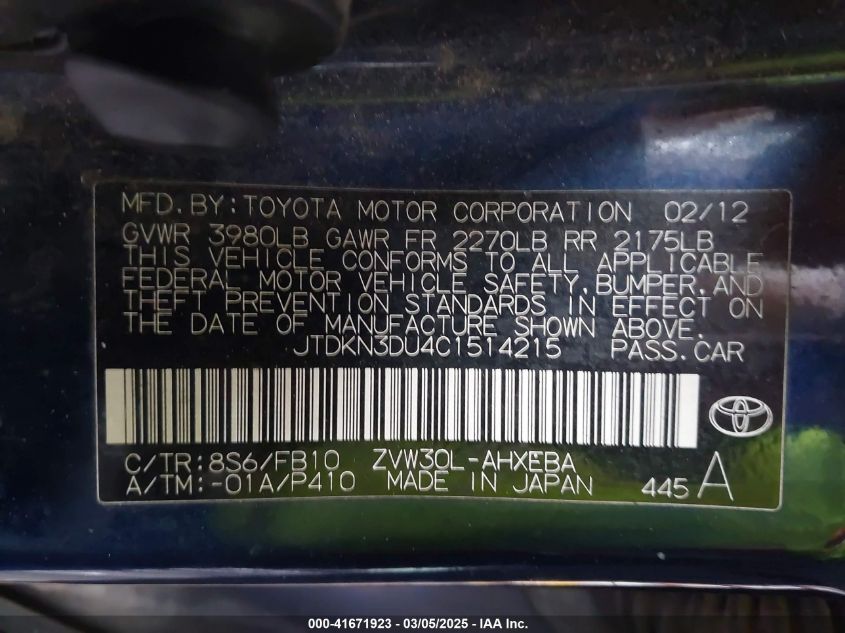 MFD.BY:TOYOTA MOTOR CORPORATION 02/12
GVWR 3980LB GAWR FR 2270LB RR 2175LB
THIS VEHICLE CONFORMS TO ALL APPLICABLE
FEDERAL MOTOR VEHICLE SAFETY,BUMPER,AND
THEFT PREVENTION STANDARDS IN EFFECT ON
THE DATE OF MANUFACTURE SHOWN ABOVE.
JTDKN3DU4C1514215 PASS.CAR
C/TR:8S6/FB10 ZVW30L-AHXEBA
A/TM:-01A/P410 MADE IN JAPAN 445 A
000-41671923 - 03/05/2025 - IAA Inc.